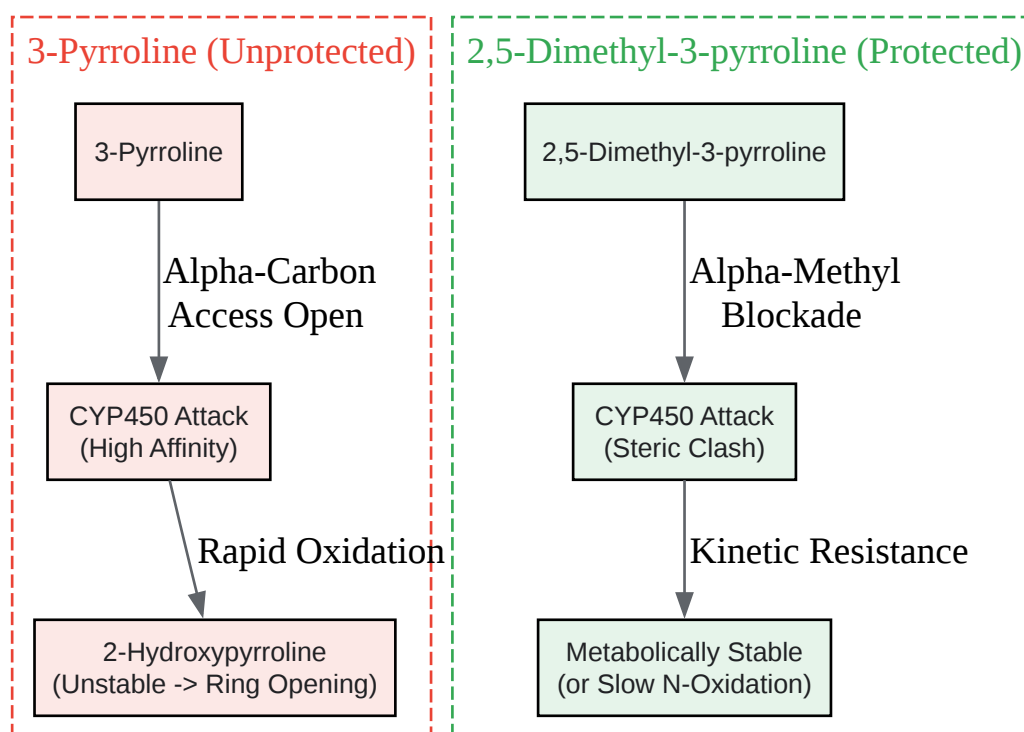 3-Pyrroline (Unprotected)
3-Pyrroline
Alpha-Carbon
Access Open
CYP450 Attack
(High Affinity)
Rapid Oxidation
2-Hydroxypyrroline
(Unstable -> Ring Opening)
2,5-Dimethyl-3-pyrroline (Protected)
2,5-Dimethyl-3-pyrroline
Alpha-Methyl
Blockade
CYP450 Attack
(Steric Clash)
Kinetic Resistance
Metabolically Stable
(or Slow N-Oxidation)